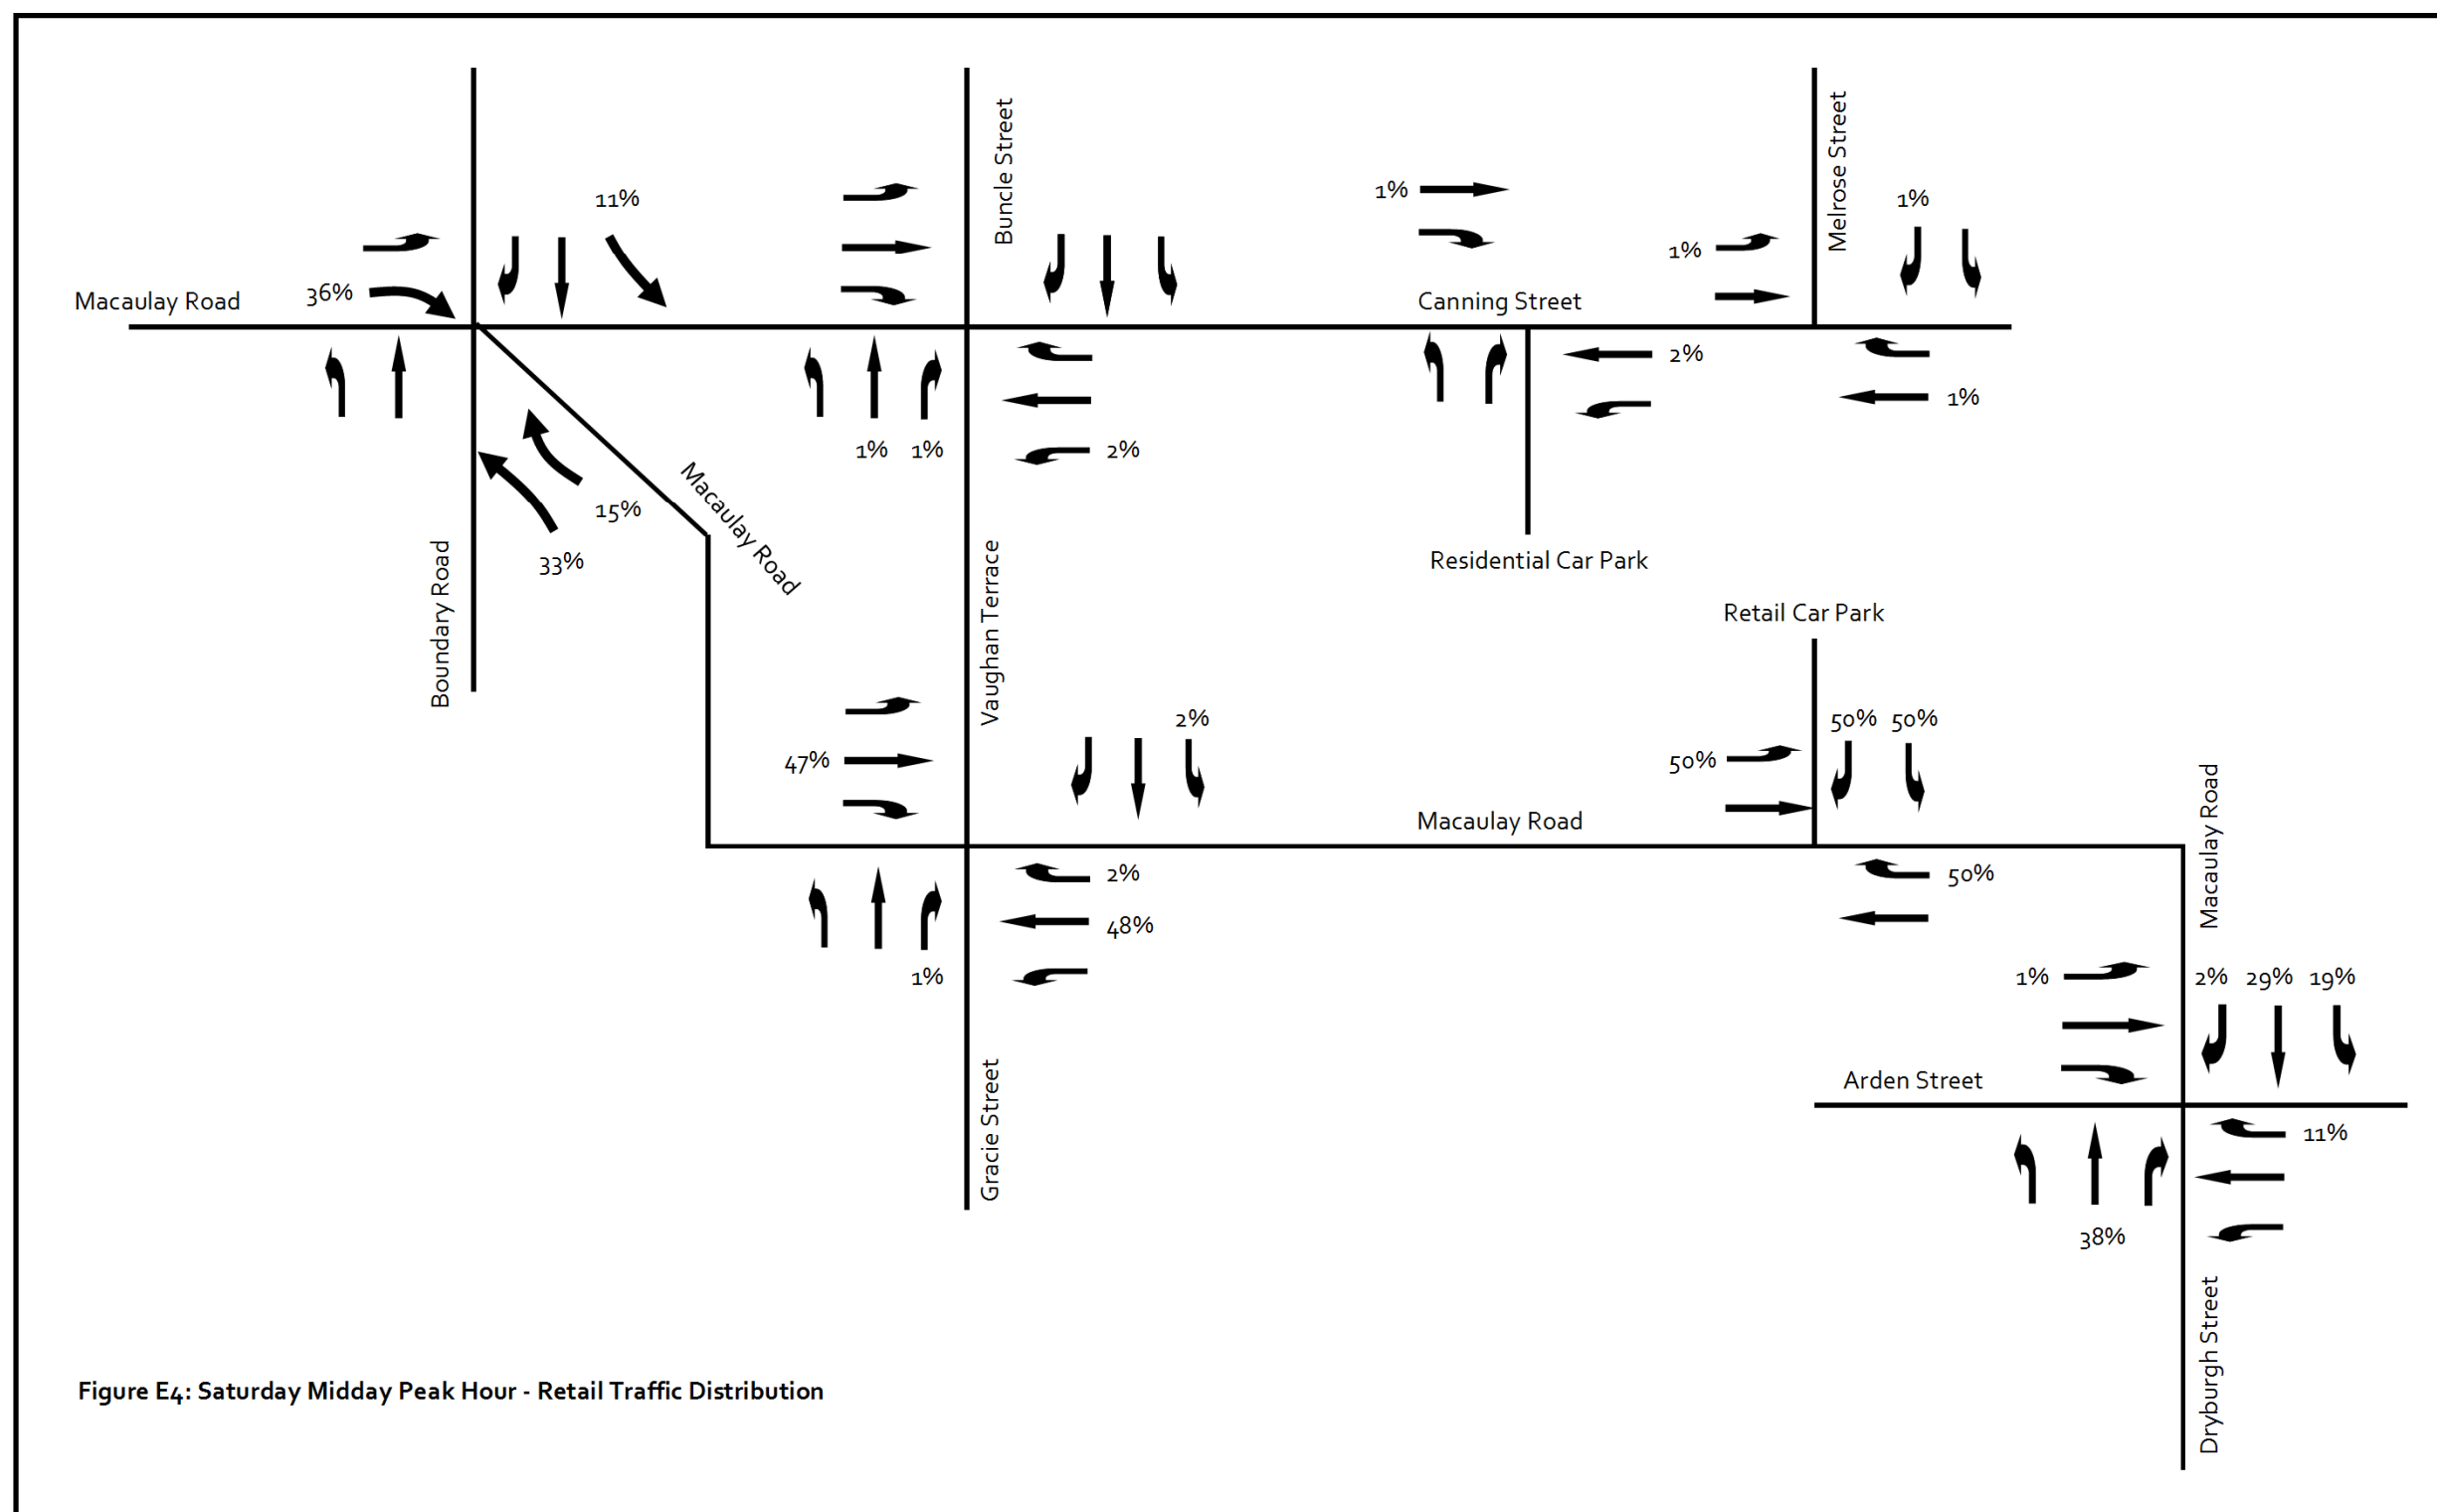 Buncle Street
Melrose Street
11%
1%
1%
1%
36%
Macaulay Road
Canning Street
2%
1%
1% 1%
2%
Macaulay Road
15%
33%
Boundary Road
Vaughan Terrace
Residential Car Park
Retail Car Park
2%
50% 50%
47%
50%
Macaulay Road
Macaulay Road
2%
50%
48%
1%
1%
2% 29% 19%
Arden Street
Gracie Street
11%
38%
Dryburgh Street
Figure E4: Saturday Midday Peak Hour - Retail Traffic Distribution